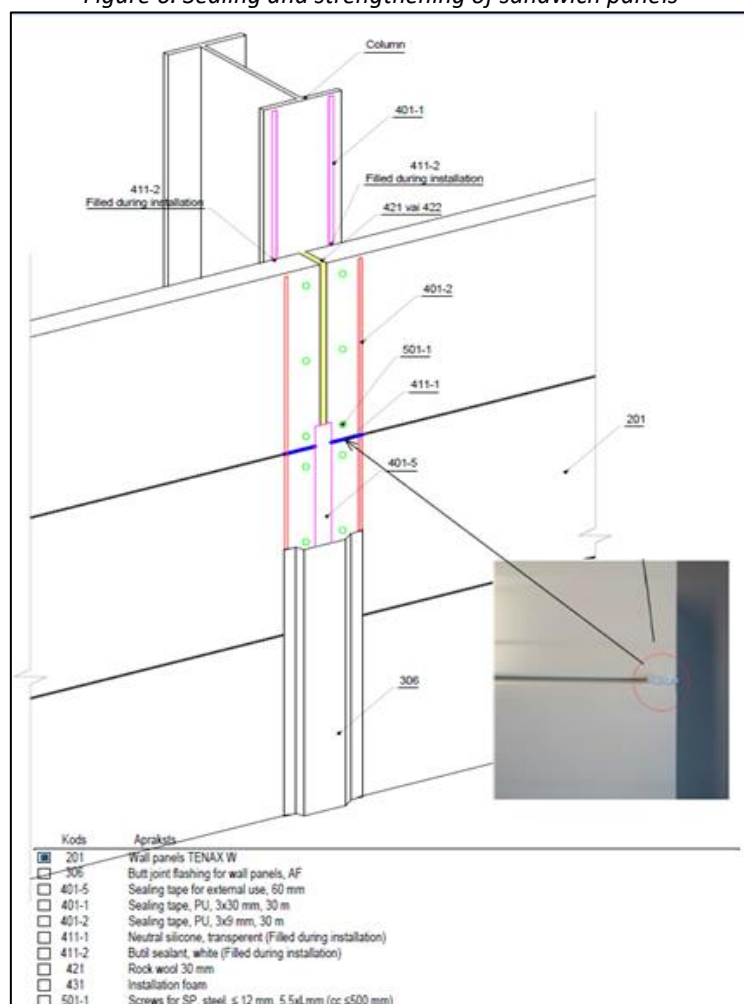 Figure 6. Sealing and strengthening of sandwich panels
Column
401-1
411-2
Filled during installation
411-2
Filled during installation
421 vai 422
401-2
501-1
411-1
201
401-5
306
Kods Apraksts
201 Wall panels TENAX W
306 Butt joint flashing for wall panels, AF
401-5 Sealing tape for external use, 60 mm
401-1 Sealing tape, PU, 3x30 mm, 30 m
401-2 Sealing tape, PU, 3x9 mm, 30 m
411-1 Neutral silicone, transperent (Filled during installation)
411-2 Butil sealant, white (Filled during installation)
421 Rock wool 30 mm
431 Installation foam
501-1 Screws for SP, steel, ≤ 12 mm, 5.5xLmm (cc ≤500 mm)